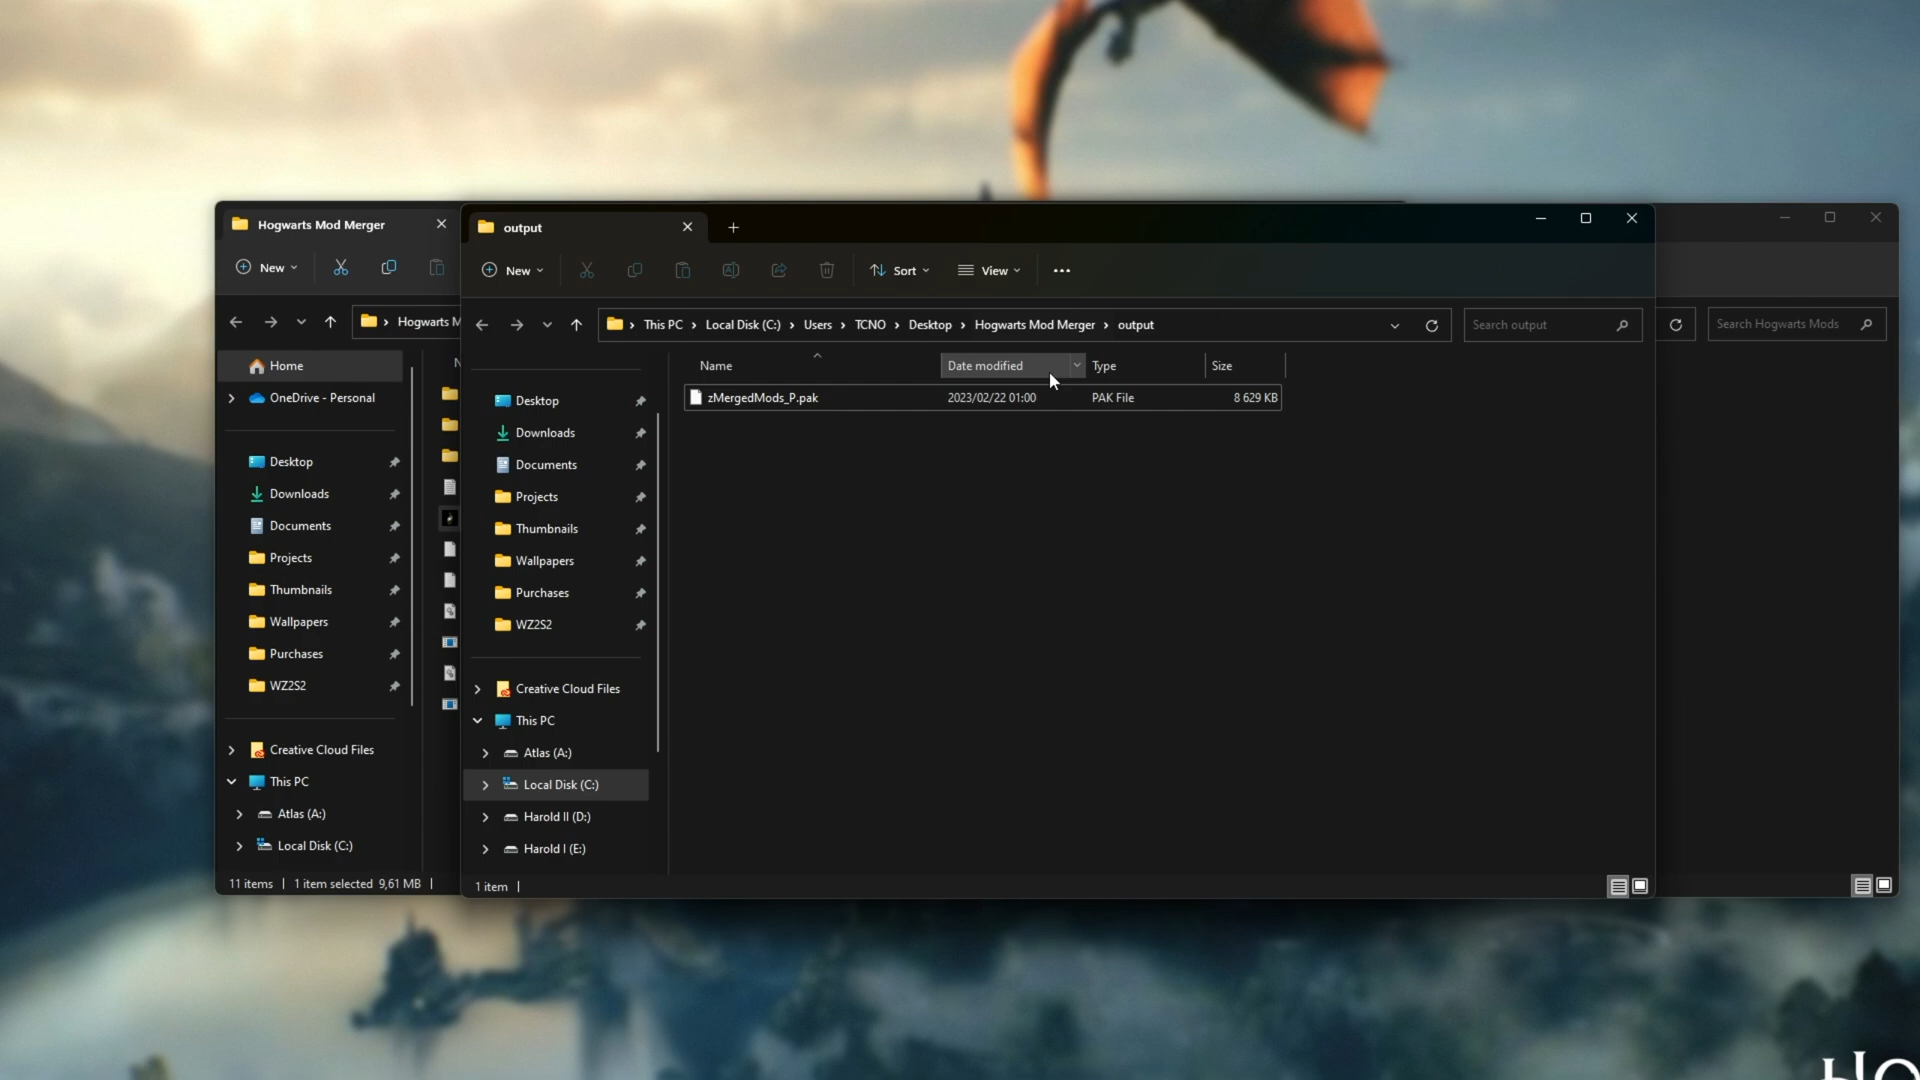 Hogwarts Mod Merger
New
Hogwarts M
Home
OneDrive - Personal
Desktop
Downloads
Documents
Projects
Thumbnails
Wallpapers
Purchases
WZ2S2
Creative Cloud Files
This PC
Atlas (A:)
Local Disk (C:)
11 items | 1 item selected 9,61 MB |
output
New
Sort
View
This PC > Local Disk (C:) > Users > TCNO > Desktop > Hogwarts Mod Merger > output
Search output
Name Date modified Type Size
zMergedMods_P.pak 2023/02/22 01:00 PAK File 8 629 KB
Desktop
Downloads
Documents
Projects
Thumbnails
Wallpapers
Purchases
WZ2S2
Creative Cloud Files
This PC
Atlas (A:)
Local Disk (C:)
Harold II (D:)
Harold I (E:)
1 item |
Search Hogwarts Mods